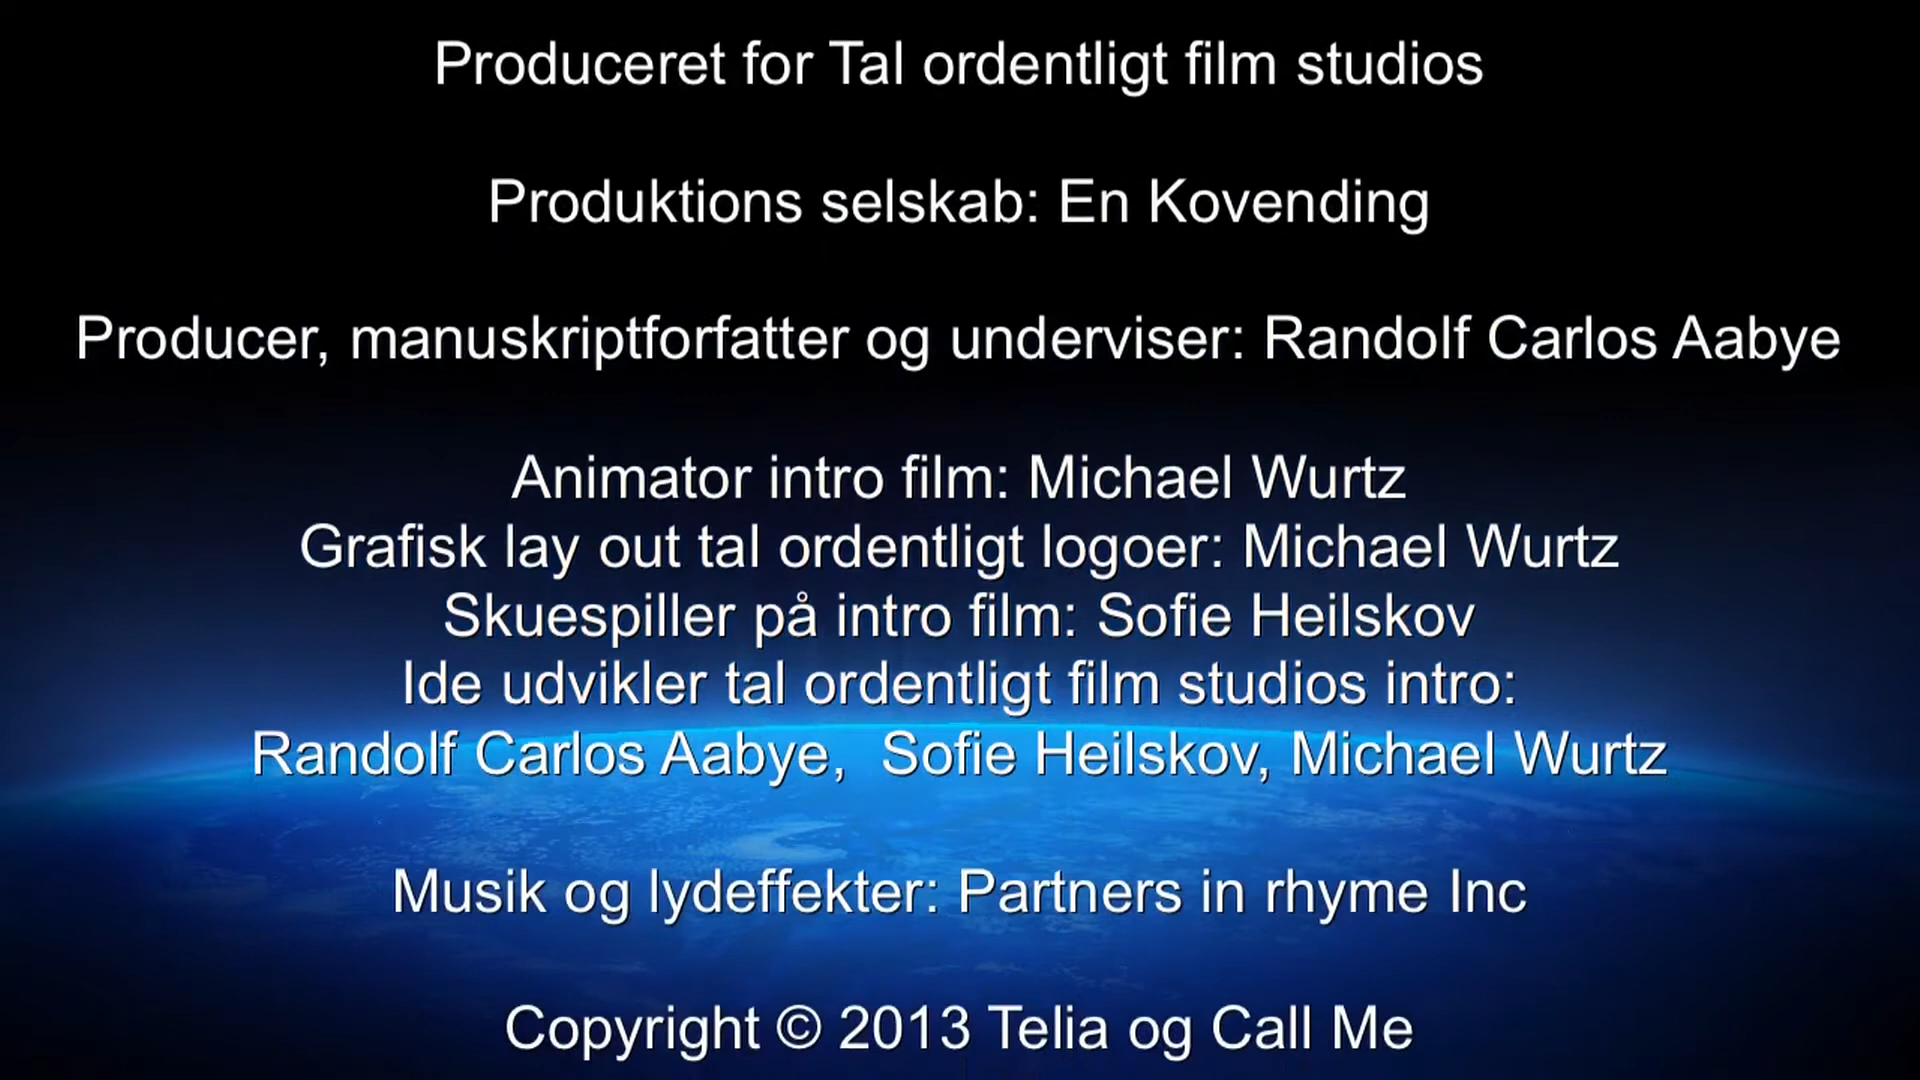 Produceret for Tal ordentligt film studios
Produktions selskab: En Kovending
Producer, manuskriptforfatter og underviser: Randolf Carlos Aabye
Animator intro film: Michael Wurtz
Grafisk lay out tal ordentligt logoer: Michael Wurtz
Skuespiller på intro film: Sofie Heilskov
Ide udvikler tal ordentligt film studios intro:
Randolf Carlos Aabye,  Sofie Heilskov, Michael Wurtz
Musik og lydeffekter: Partners in rhyme Inc
Copyright © 2013 Telia og Call Me